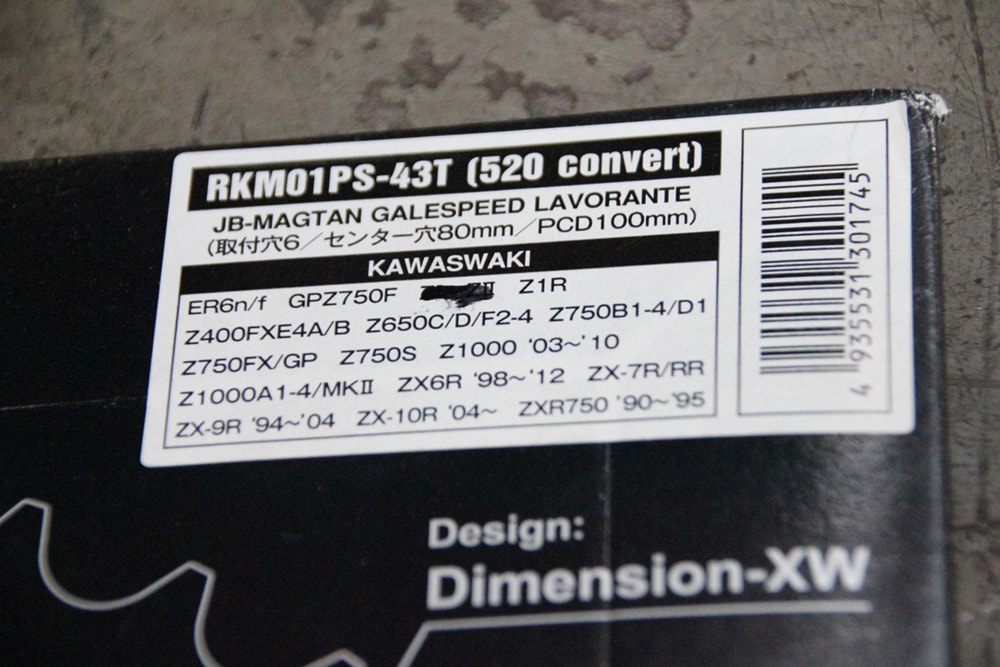 RKM01PS-43T (520 convert)
JB-MAGTAN GALESPEED LAVORANTE
(取付穴6／センター穴80mm／PCD100mm)
KAWASWAKI
ER6n/f GPZ750F Z1R
Z400FXE4A/B Z650C/D/F2-4 Z750B1-4/D1
Z750FX/GP Z750S Z1000 '03~'10
Z1000A1-4/MKⅡ ZX6R '98~'12 ZX-7R/RR
ZX-9R '94~'04 ZX-10R '04~ ZXR750 '90~'95
4 935531 301745
Design:
Dimension-XW